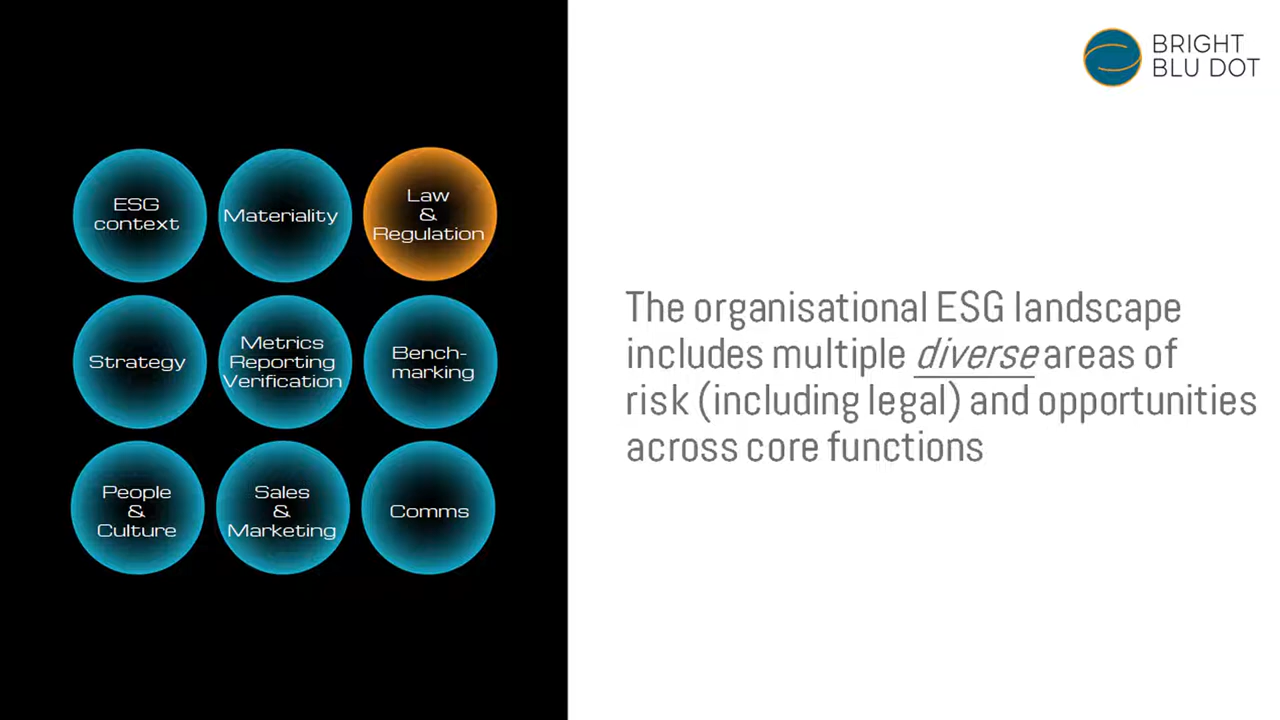 BRIGHT
BLU DOT
ESG
context
Materiality
Law
&
Regulation
Strategy
Metrics
Reporting
Verification
Bench-
marking
People
&
Culture
Sales
&
Marketing
Comms
The organisational ESG landscape
includes multiple diverse areas of
risk (including legal) and opportunities
across core functions